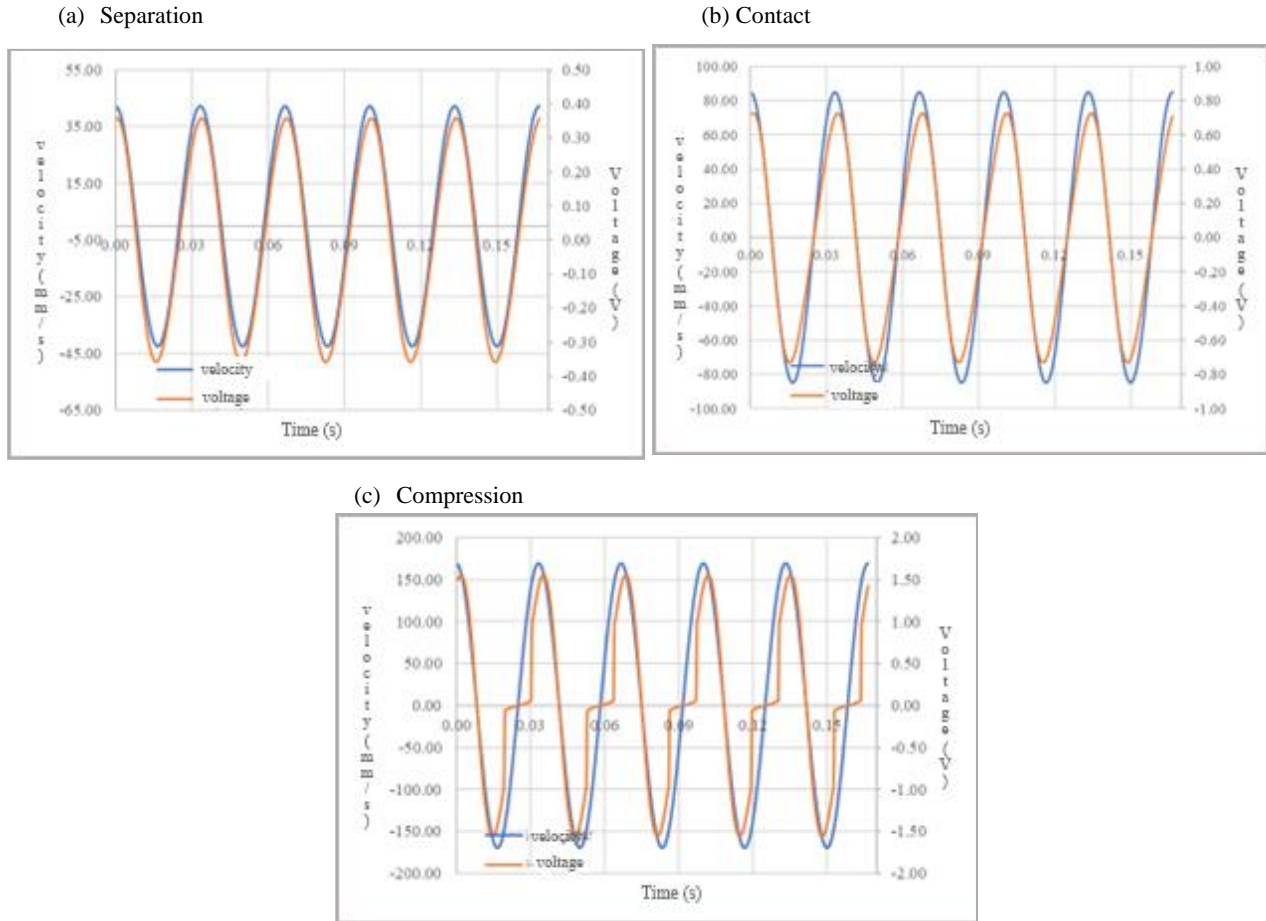 (a) Separation
(b) Contact
55.00
35.00
15.00
-5.00
-25.00
-45.00
-65.00
0.50
0.40
0.30
0.20
0.10
0.00
-0.10
-0.20
-0.30
-0.40
-0.50
0.00 0.03 0.06 0.09 0.12 0.15
velocity(mm/s)
Voltage(V)
velocity
voltage
Time (s)
100.00
80.00
60.00
40.00
20.00
0.00
-20.00
-40.00
-60.00
-80.00
-100.00
1.00
0.80
0.60
0.40
0.20
0.00
-0.20
-0.40
-0.60
-0.80
-1.00
0.00 0.03 0.06 0.09 0.12 0.15
velocity(mm/s)
Voltage(V)
velocity
voltage
Time (s)
(c) Compression
200.00
150.00
100.00
50.00
0.00
-50.00
-100.00
-150.00
-200.00
2.00
1.50
1.00
0.50
0.00
-0.50
-1.00
-1.50
-2.00
0.00 0.03 0.06 0.09 0.12 0.15
velocity(mm/s)
Voltage(V)
velocity
voltage
Time (s)